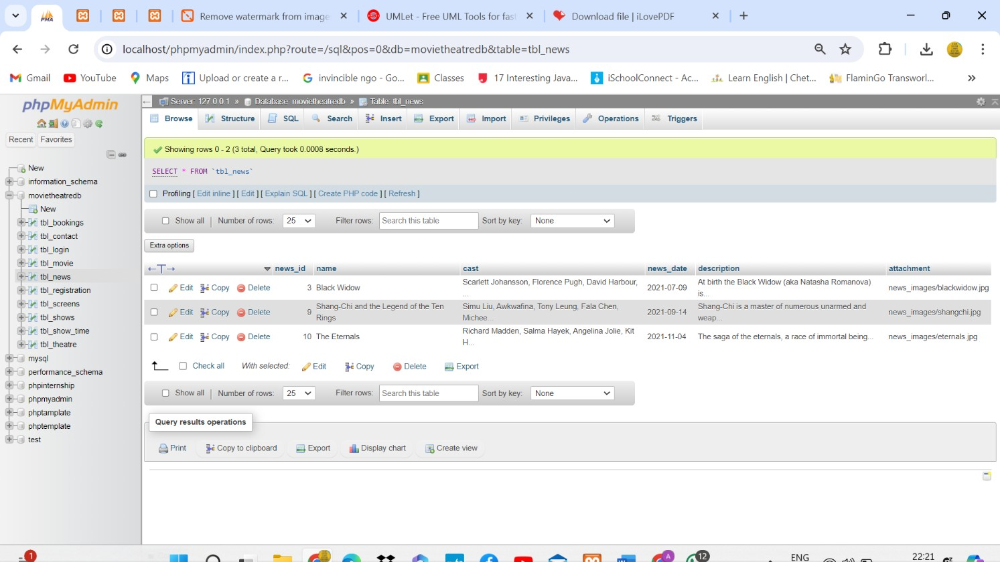 PMA
Remove watermark from image
UMLet - Free UML Tools for fast
Download file | iLovePDF
localhost/phpmyadmin/index.php?route=/sql&pos=0&db=movietheatredb&table=tbl_news
Gmail YouTube Maps Upload or create a r... invincible ngo - Go... Classes 17 Interesting Java... iSchoolConnect - Ac... Learn English | Chet... FlaminGo Transworl... »
phpMyAdmin
Recent Favorites
New
information_schema
movietheatredb
New
tbl_bookings
tbl_contact
tbl_login
tbl_movie
tbl_news
tbl_registration
tbl_screens
tbl_shows
tbl_show_time
tbl_theatre
mysql
performance_schema
phpinternship
phpmyadmin
phptamplate
phptemplate
test
Server: 127.0.0.1 » Database: movietheatredb » Table: tbl_news
Browse Structure SQL Search Insert Export Import Privileges Operations Triggers
Showing rows 0 - 2 (3 total, Query took 0.0008 seconds.)
SELECT * FROM `tbl_news`
Profiling [ Edit inline ] [ Edit ] [ Explain SQL ] [ Create PHP code ] [ Refresh ]
Show all | Number of rows: 25 Filter rows: Search this table Sort by key: None
Extra options
←T→ news_id name cast news_date description attachment
Edit Copy Delete 3 Black Widow Scarlett Johansson, Florence Pugh, David Harbour, 2021-07-09 At birth the Black Widow (aka Natasha Romanova) news_images/blackwidow.jpg
... is...
Edit Copy Delete 9 Shang-Chi and the Legend of the Ten Simu Liu, Awkwafina, Tony Leung, Fala Chen, 2021-09-14 Shang-Chi is a master of numerous unarmed and news_images/shangchi.jpg
Rings Michee... weap...
Edit Copy Delete 10 The Eternals Richard Madden, Salma Hayek, Angelina Jolie, Kit 2021-11-04 The saga of the eternals, a race of immortal being... news_images/eternals.jpg
H...
Check all With selected: Edit Copy Delete Export
Show all | Number of rows: 25 Filter rows: Search this table Sort by key: None
Query results operations
Print Copy to clipboard Export Display chart Create view
1
A
12
ENG
22:21